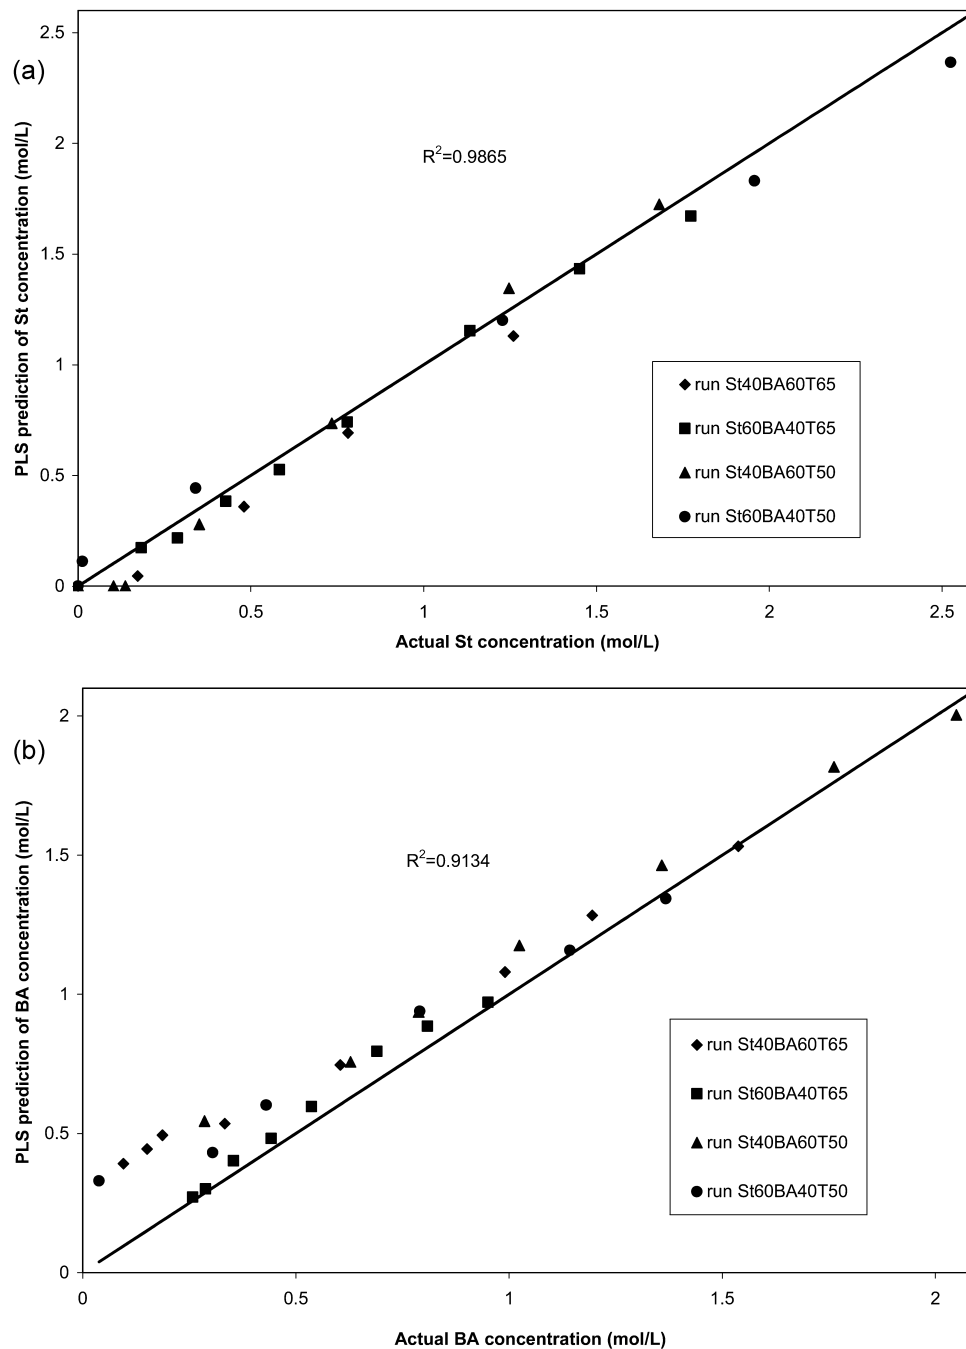 (a)
PLS prediction of St concentration (mol/L)
2.5
2
1.5
1
0.5
0
R²=0.9865
run St40BA60T65
run St60BA40T65
run St40BA60T50
run St60BA40T50
0 0.5 1 1.5 2 2.5
Actual St concentration (mol/L)
(b)
PLS prediction of BA concentration (mol/L)
2
1.5
1
0.5
0
R²=0.9134
run St40BA60T65
run St60BA40T65
run St40BA60T50
run St60BA40T50
0 0.5 1 1.5 2
Actual BA concentration (mol/L)